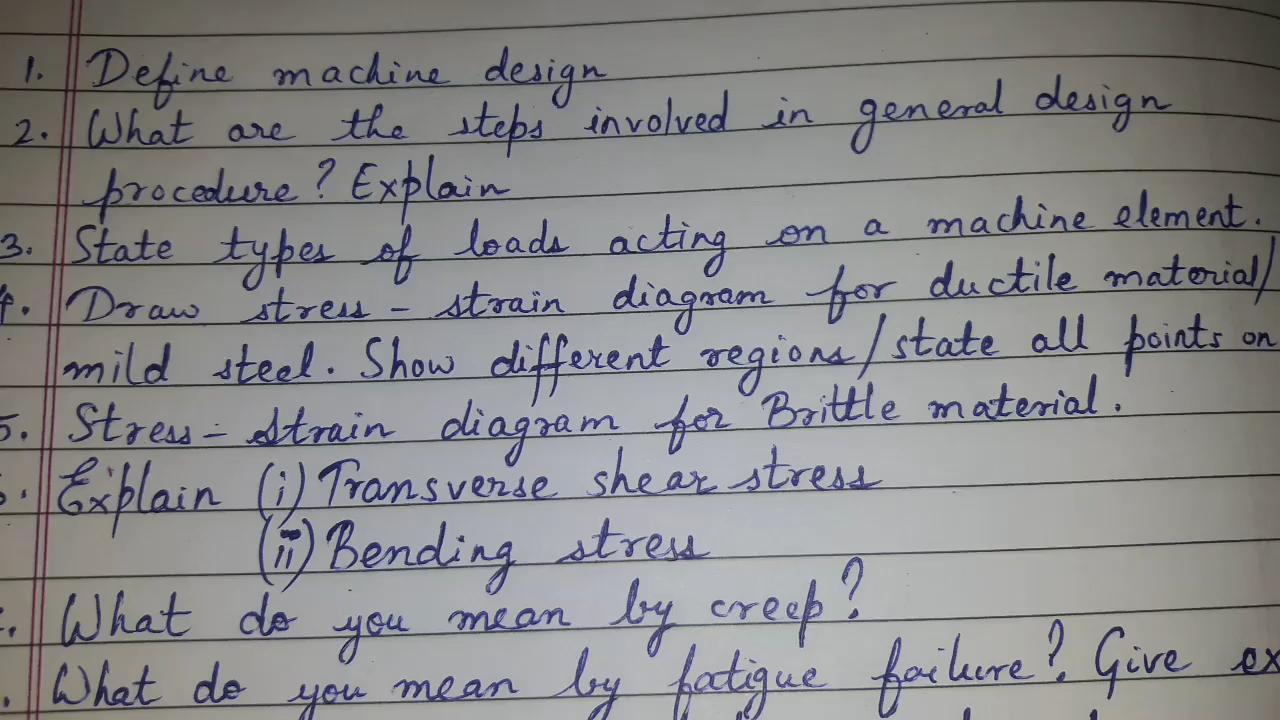 1. Define machine design
2. What are the steps involved in general design
procedure? Explain
3. State types of loads acting on a machine element.
4. Draw stress - strain diagram for ductile material/
mild steel. Show different regions/state all points on
5. Stress - strain diagram for Brittle material.
6. Explain (i) Transverse shear stress
(ii) Bending stress
What do you mean by creep?
What do you mean by fatigue failure? Give ex